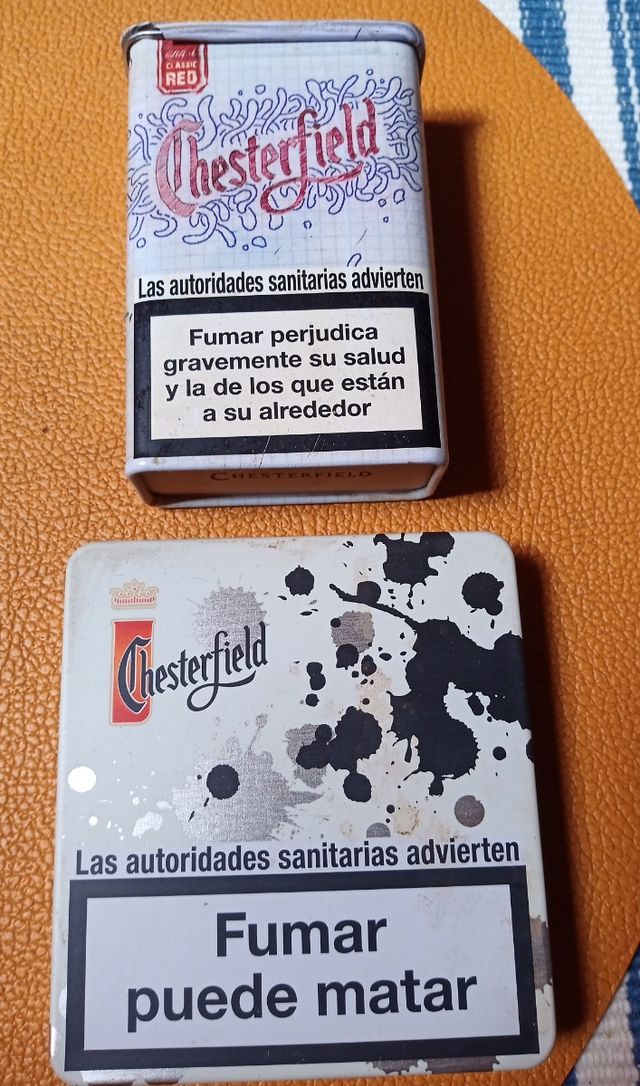 CLASSIC
RED
Chesterfield
Las autoridades sanitarias advierten
Fumar perjudica
gravemente su salud
y la de los que están
a su alrededor
CHESTERFIELD
Chesterfield
Las autoridades sanitarias advierten
Fumar
puede matar